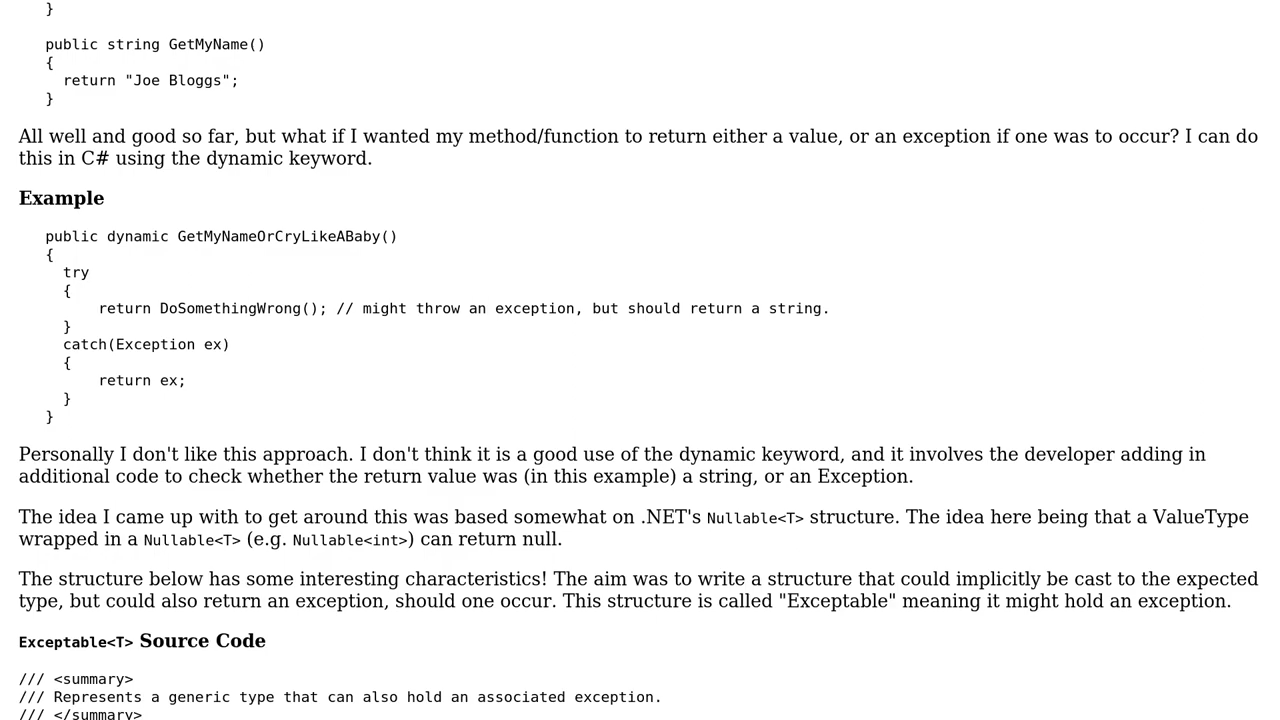 }
public string GetMyName()
{
return "Joe Bloggs";
}
All well and good so far, but what if I wanted my method/function to return either a value, or an exception if one was to occur? I can do
this in C# using the dynamic keyword.
Example
public dynamic GetMyNameOrCryLikeABaby()
{
try
{
return DoSomethingWrong(); // might throw an exception, but should return a string.
}
catch(Exception ex)
{
return ex;
}
}
Personally I don't like this approach. I don't think it is a good use of the dynamic keyword, and it involves the developer adding in
additional code to check whether the return value was (in this example) a string, or an Exception.
The idea I came up with to get around this was based somewhat on .NET's Nullable<T> structure. The idea here being that a ValueType
wrapped in a Nullable<T> (e.g. Nullable<int>) can return null.
The structure below has some interesting characteristics! The aim was to write a structure that could implicitly be cast to the expected
type, but could also return an exception, should one occur. This structure is called "Exceptable" meaning it might hold an exception.
Exceptable<T> Source Code
/// <summary>
/// Represents a generic type that can also hold an associated exception.
/// </summary>